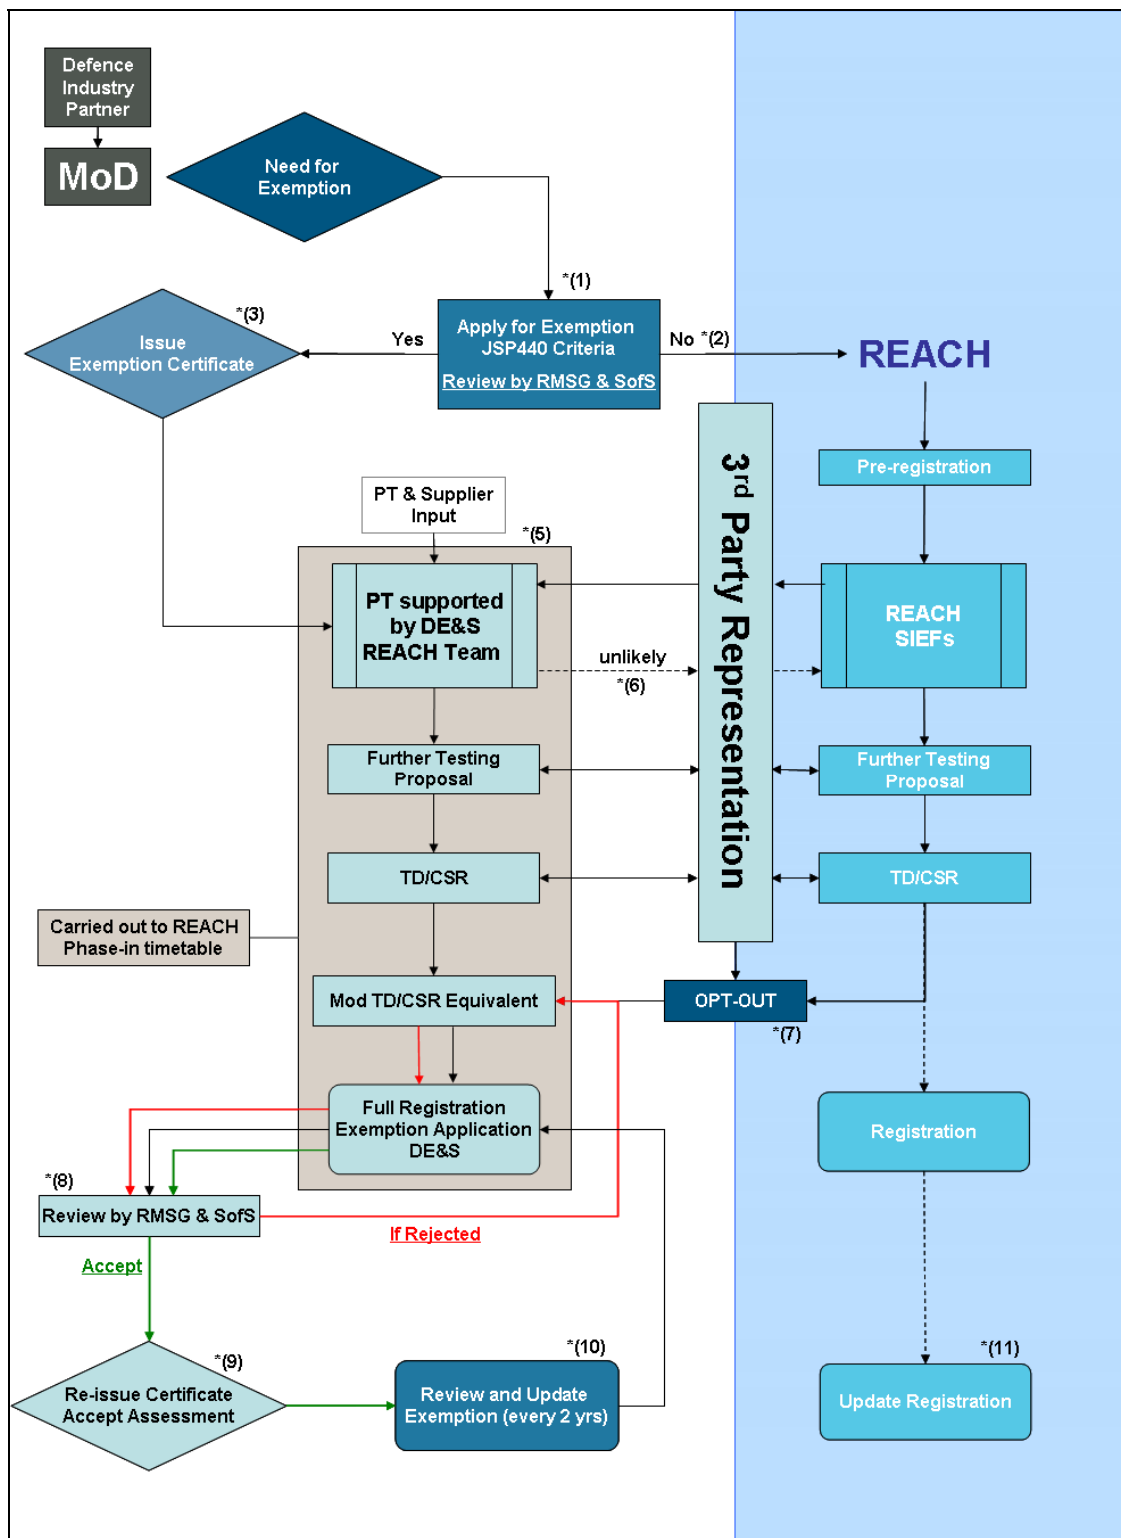 Defence
Industry
Partner
MoD
Need for
Exemption
*(1)
*(3)
Issue
Exemption Certificate
Yes
Apply for Exemption
JSP440 Criteria
Review by RMSG & SofS
No *(2)
REACH
Pre-registration
3rd Party Representation
PT & Supplier
Input
*(5)
PT supported
by DE&S
REACH Team
unlikely
*(6)
REACH
SIEFs
Further Testing
Proposal
Further Testing
Proposal
TD/CSR
TD/CSR
Carried out to REACH
Phase-in timetable
Mod TD/CSR Equivalent
OPT-OUT
*(7)
Full Registration
Exemption Application
DE&S
Registration
*(8)
Review by RMSG & SofS
If Rejected
Accept
*(9)
Re-issue Certificate
Accept Assessment
*(10)
Review and Update
Exemption (every 2 yrs)
*(11)
Update Registration